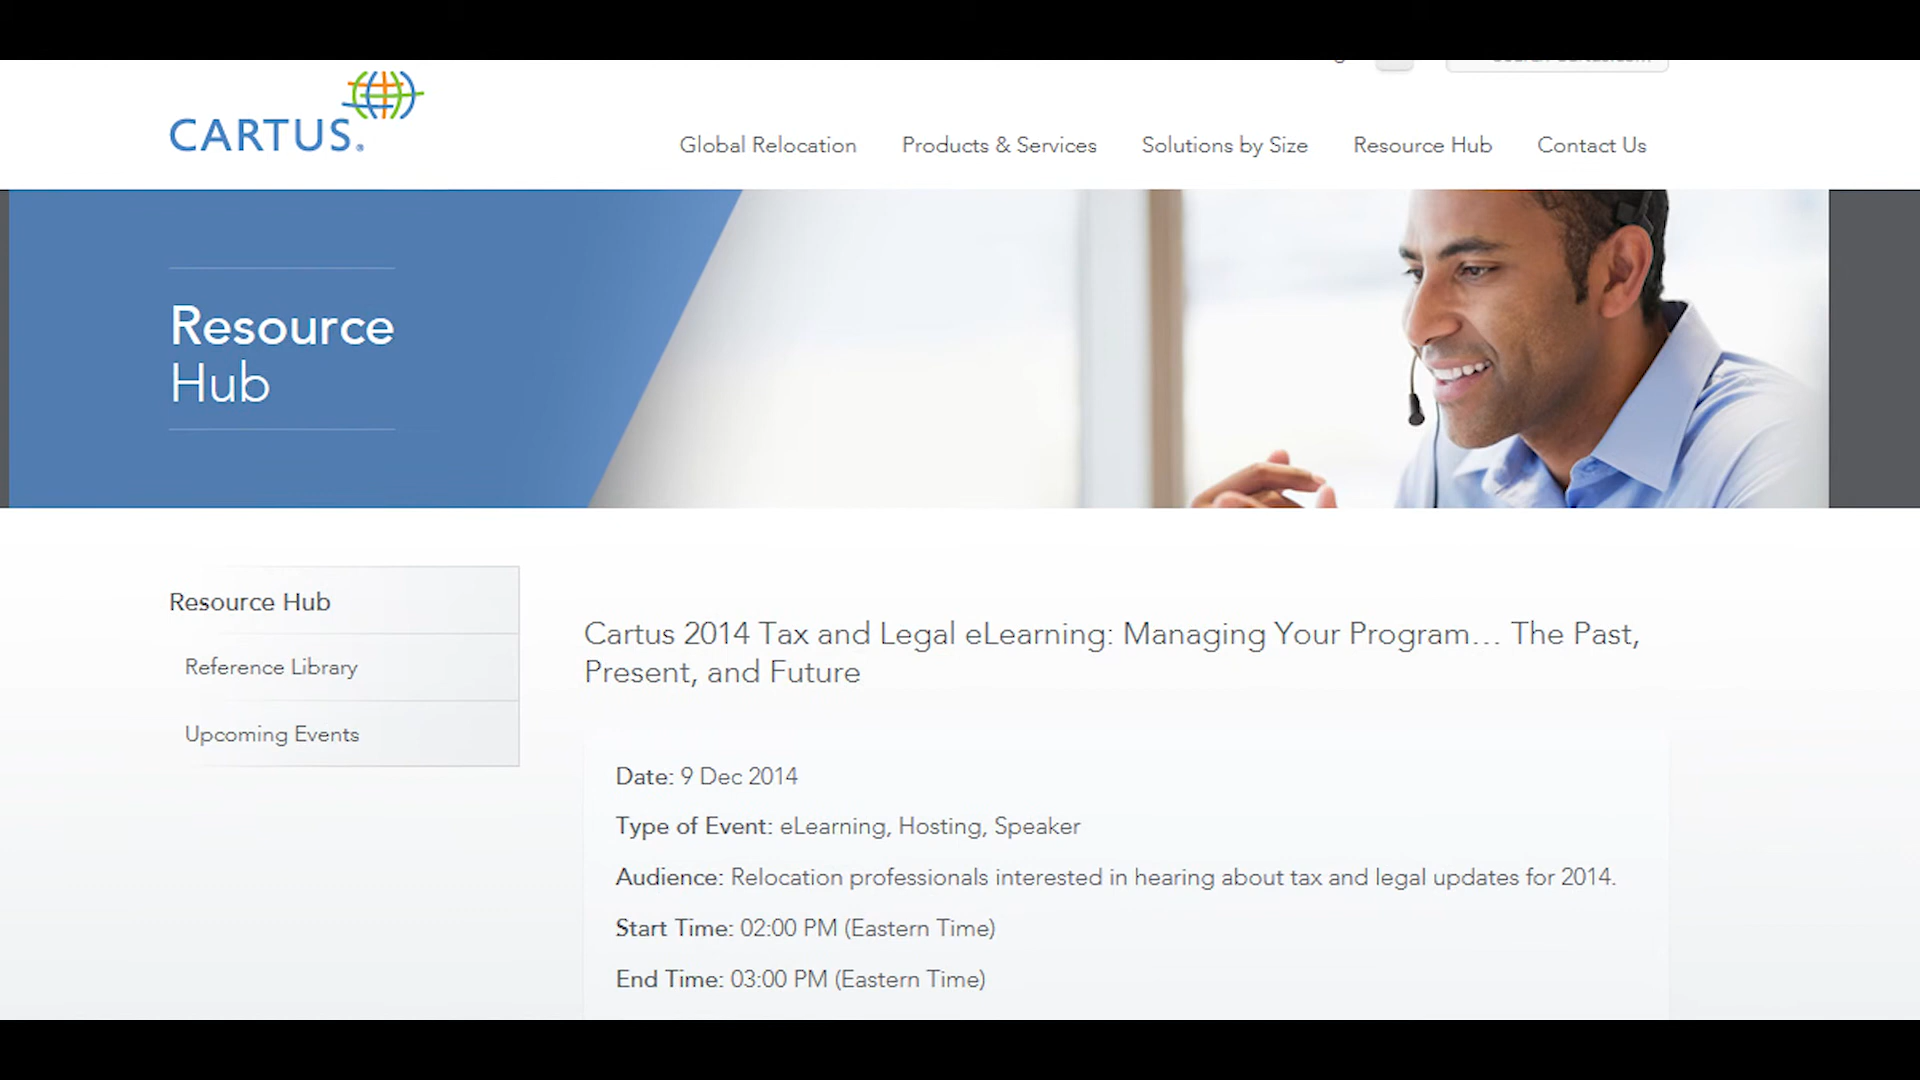 CARTUS®
Global Relocation
Products & Services
Solutions by Size
Resource Hub
Contact Us
Resource
Hub
Resource Hub
Reference Library
Upcoming Events
Cartus 2014 Tax and Legal eLearning: Managing Your Program... The Past,
Present, and Future
Date: 9 Dec 2014
Type of Event: eLearning, Hosting, Speaker
Audience: Relocation professionals interested in hearing about tax and legal updates for 2014.
Start Time: 02:00 PM (Eastern Time)
End Time: 03:00 PM (Eastern Time)